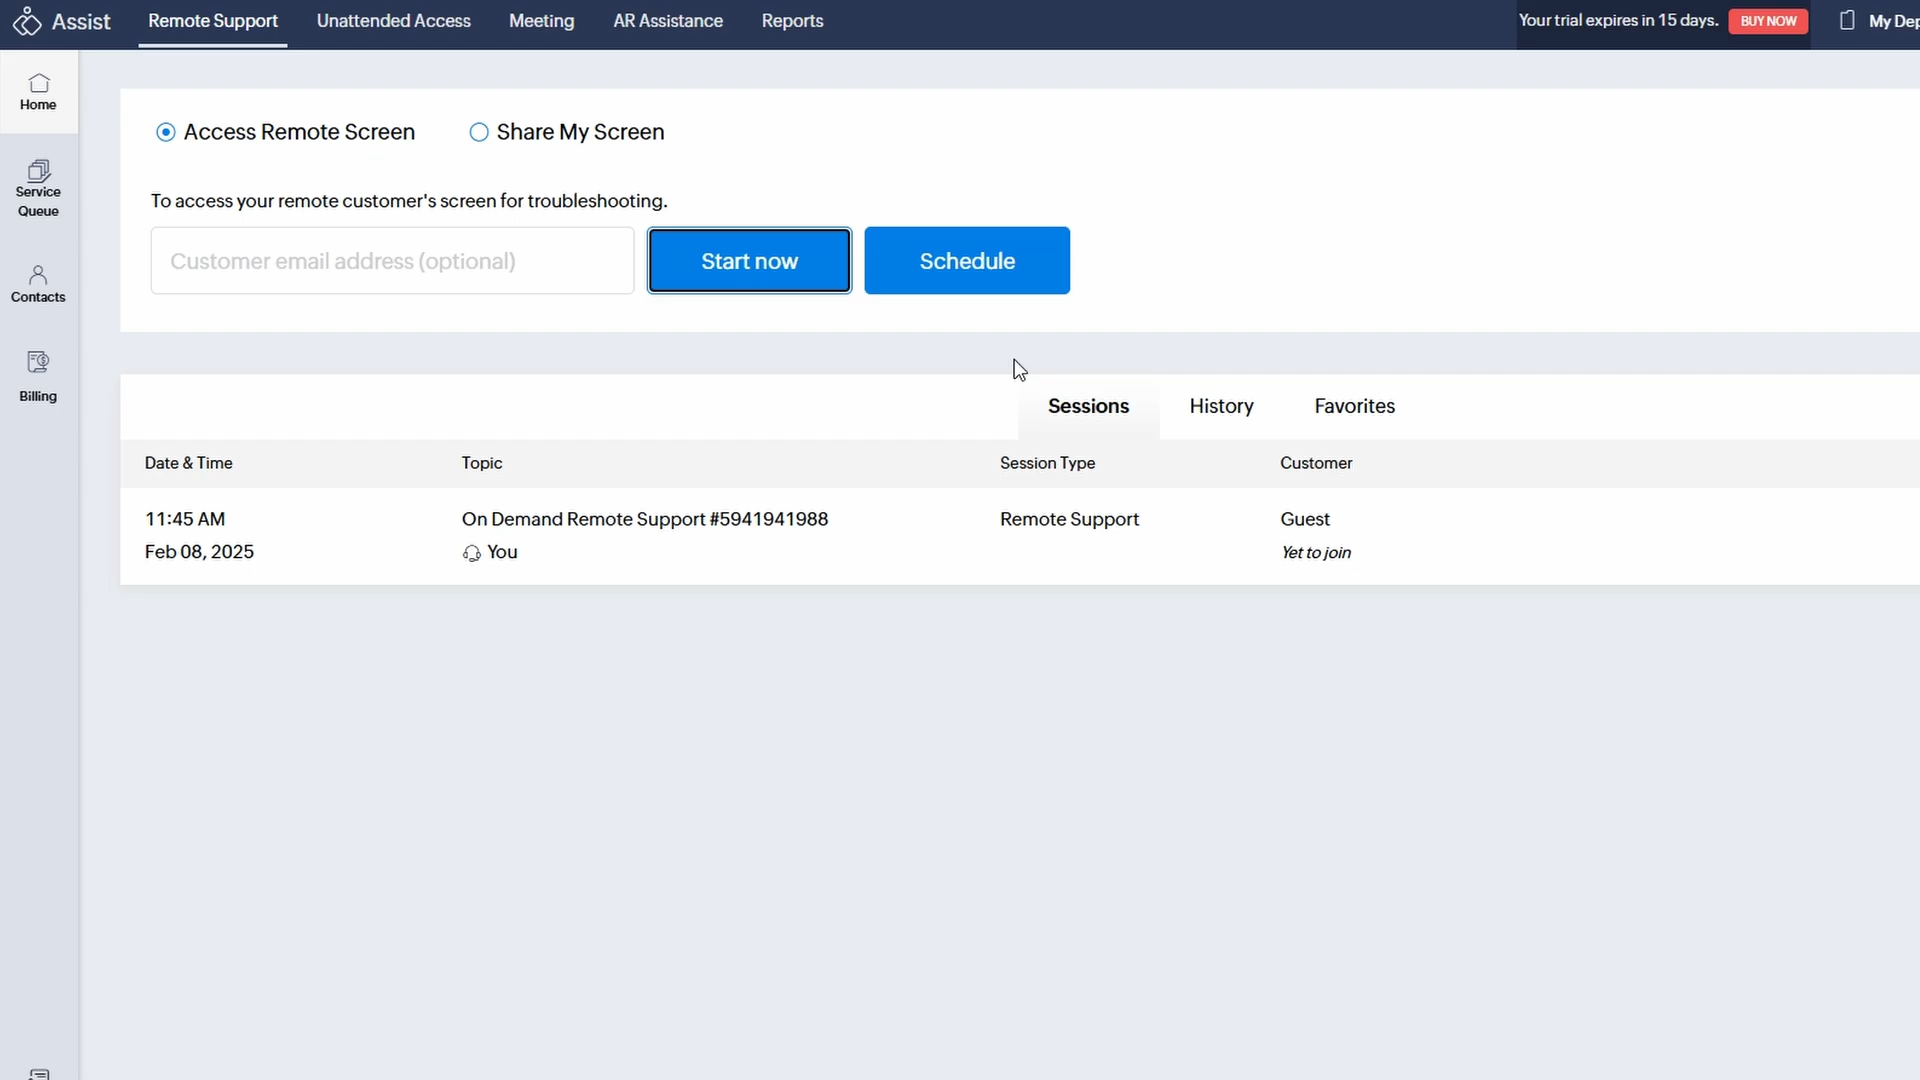 Assist
Remote Support
Unattended Access
Meeting
AR Assistance
Reports
Your trial expires in 15 days.
BUY NOW
My Dep
Home
Service
Queue
Contacts
Billing
Access Remote Screen
Share My Screen
To access your remote customer's screen for troubleshooting.
Customer email address (optional)
Start now
Schedule
Sessions
History
Favorites
Date & Time
Topic
Session Type
Customer
11:45 AM
On Demand Remote Support #5941941988
Remote Support
Guest
Feb 08, 2025
You
Yet to join